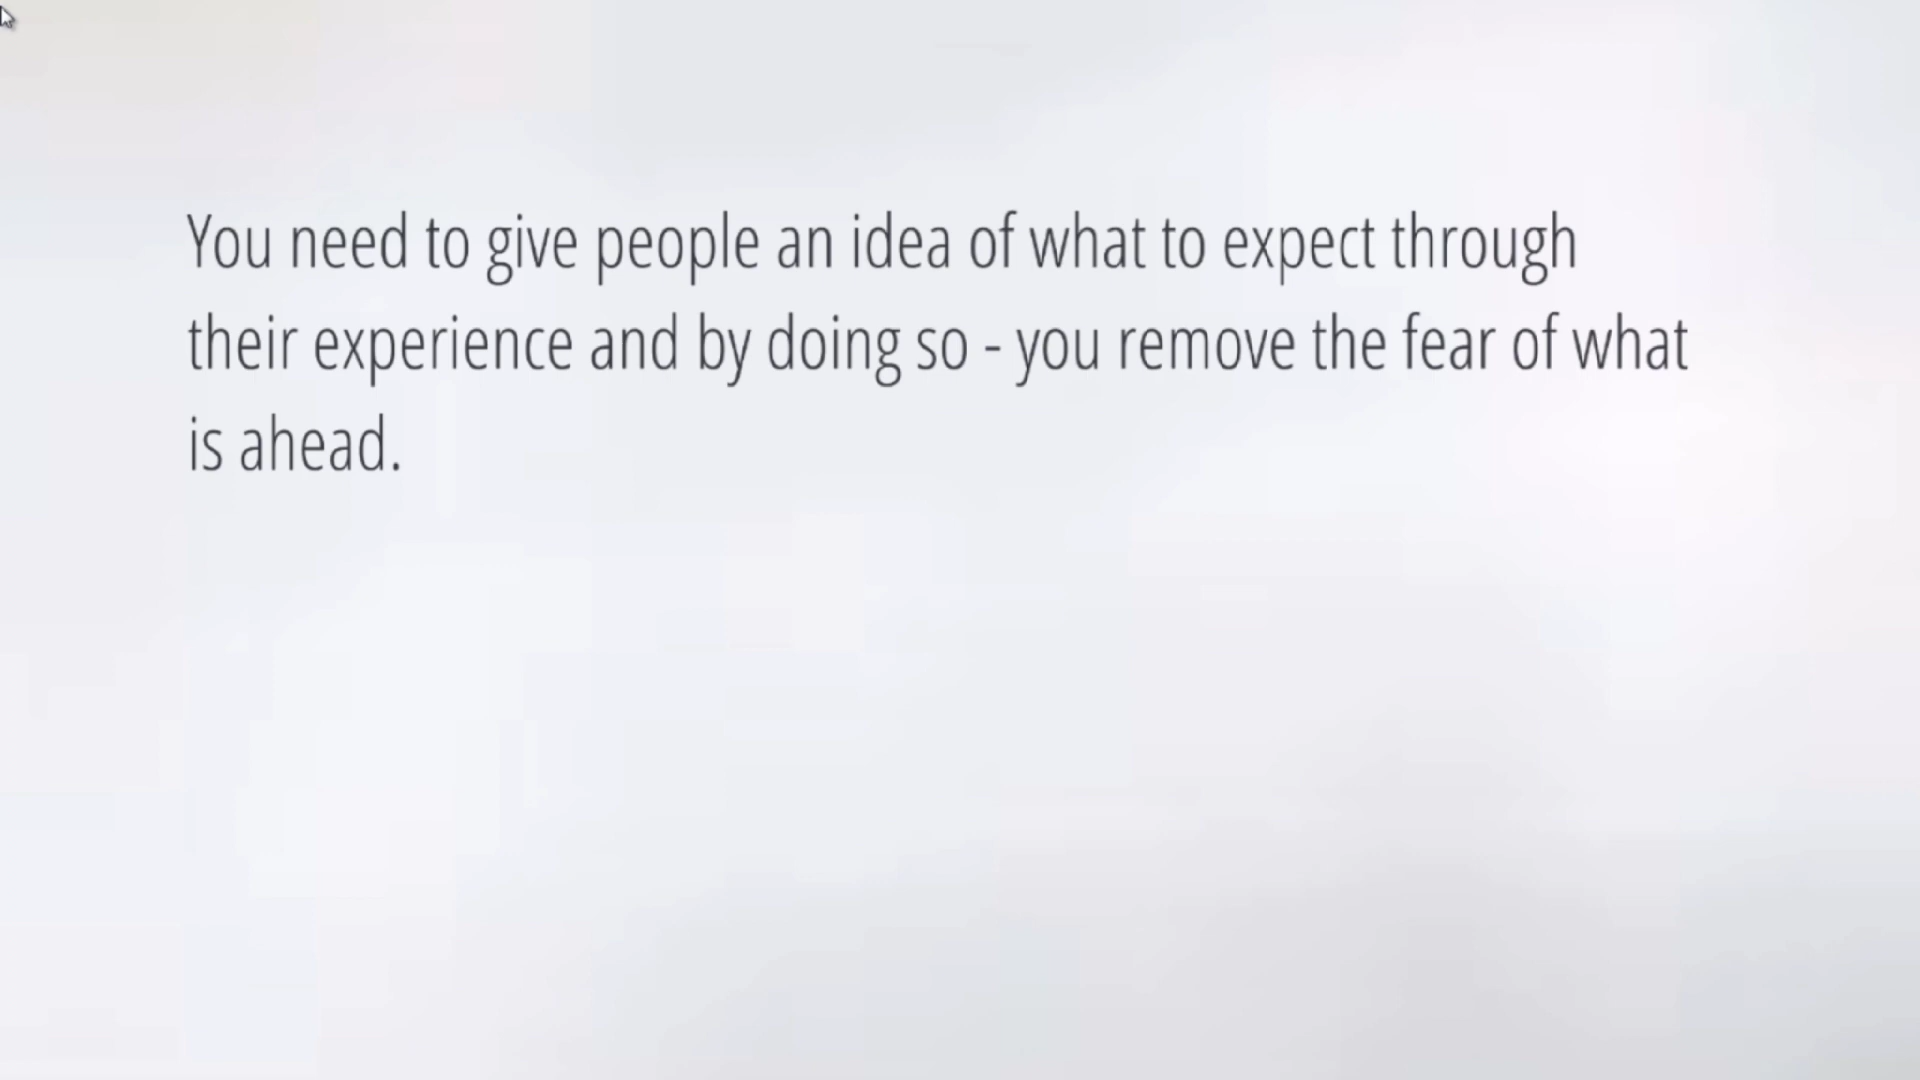 You need to give people an idea of what to expect through
their experience and by doing so - you remove the fear of what
is ahead.